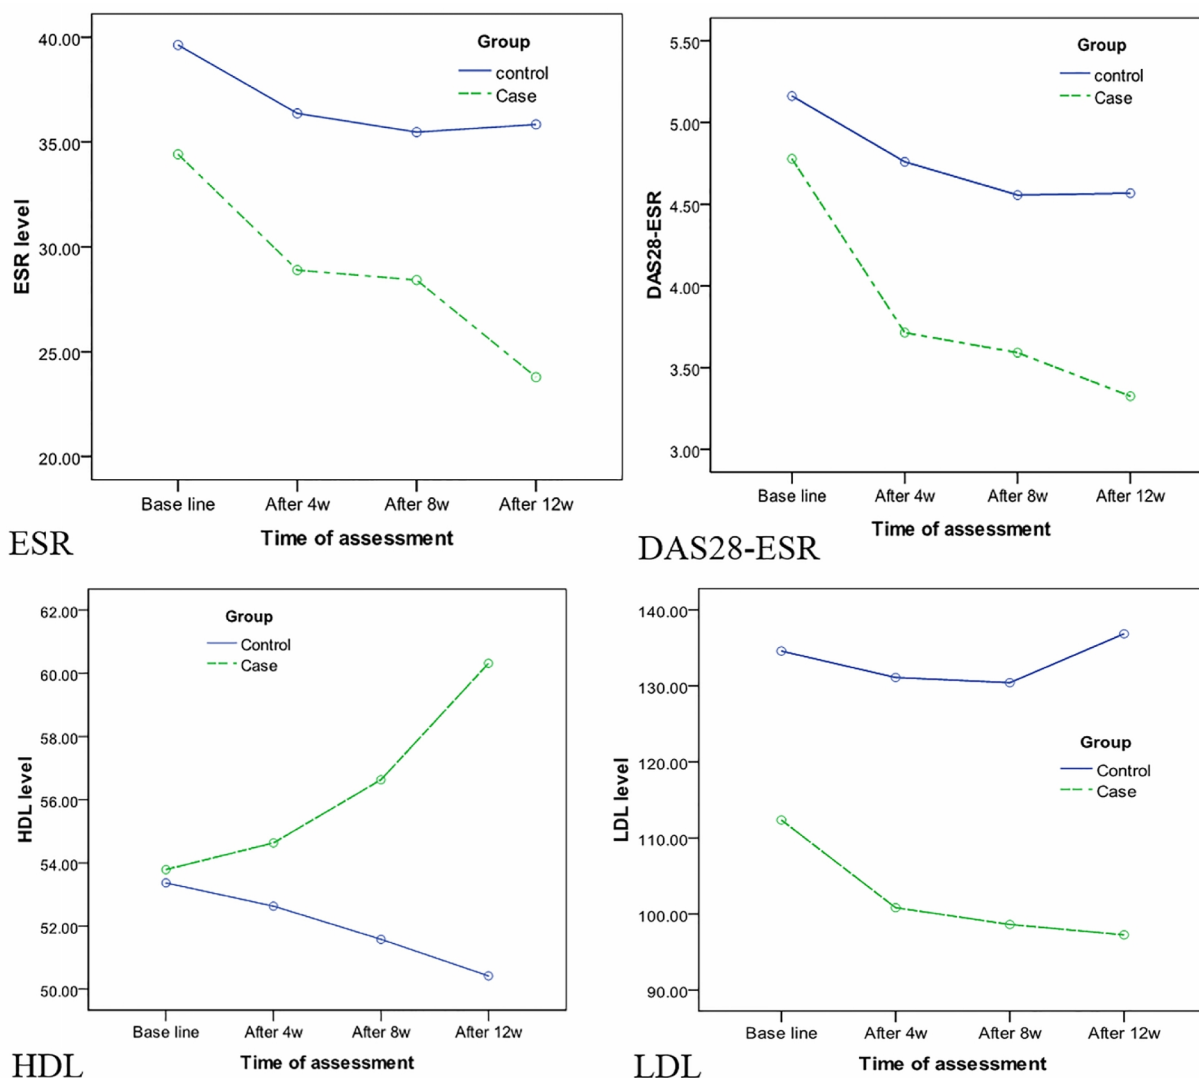 40.00
35.00
30.00
25.00
20.00
ESR level
Group
control
Case
Base line After 4w After 8w After 12w
Time of assessment
ESR
5.50
5.00
4.50
4.00
3.50
3.00
DAS28-ESR
Group
control
Case
Base line After 4w After 8w After 12w
Time of assessment
DAS28-ESR
62.00
60.00
58.00
56.00
54.00
52.00
50.00
HDL level
Group
Control
Case
Base line After 4w After 8w After 12w
Time of assessment
HDL
140.00
130.00
120.00
110.00
100.00
90.00
LDL level
Group
Control
Case
Base line After 4w After 8w After 12w
Time of assessment
LDL